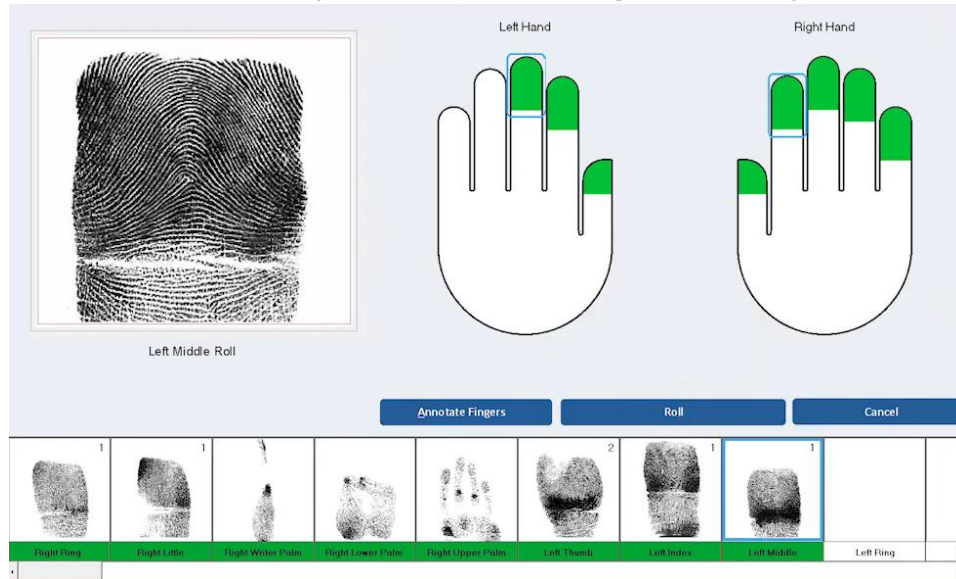 Left Hand
Right Hand
Left Middle Roll
Annotate Fingers
Roll
Cancel
1
1
2
1
1
Right Ring
Right Little
Right Writer Palm
Right Lower Palm
Right Upper Palm
Left Thumb
Left Index
Left Middle
Left Ring